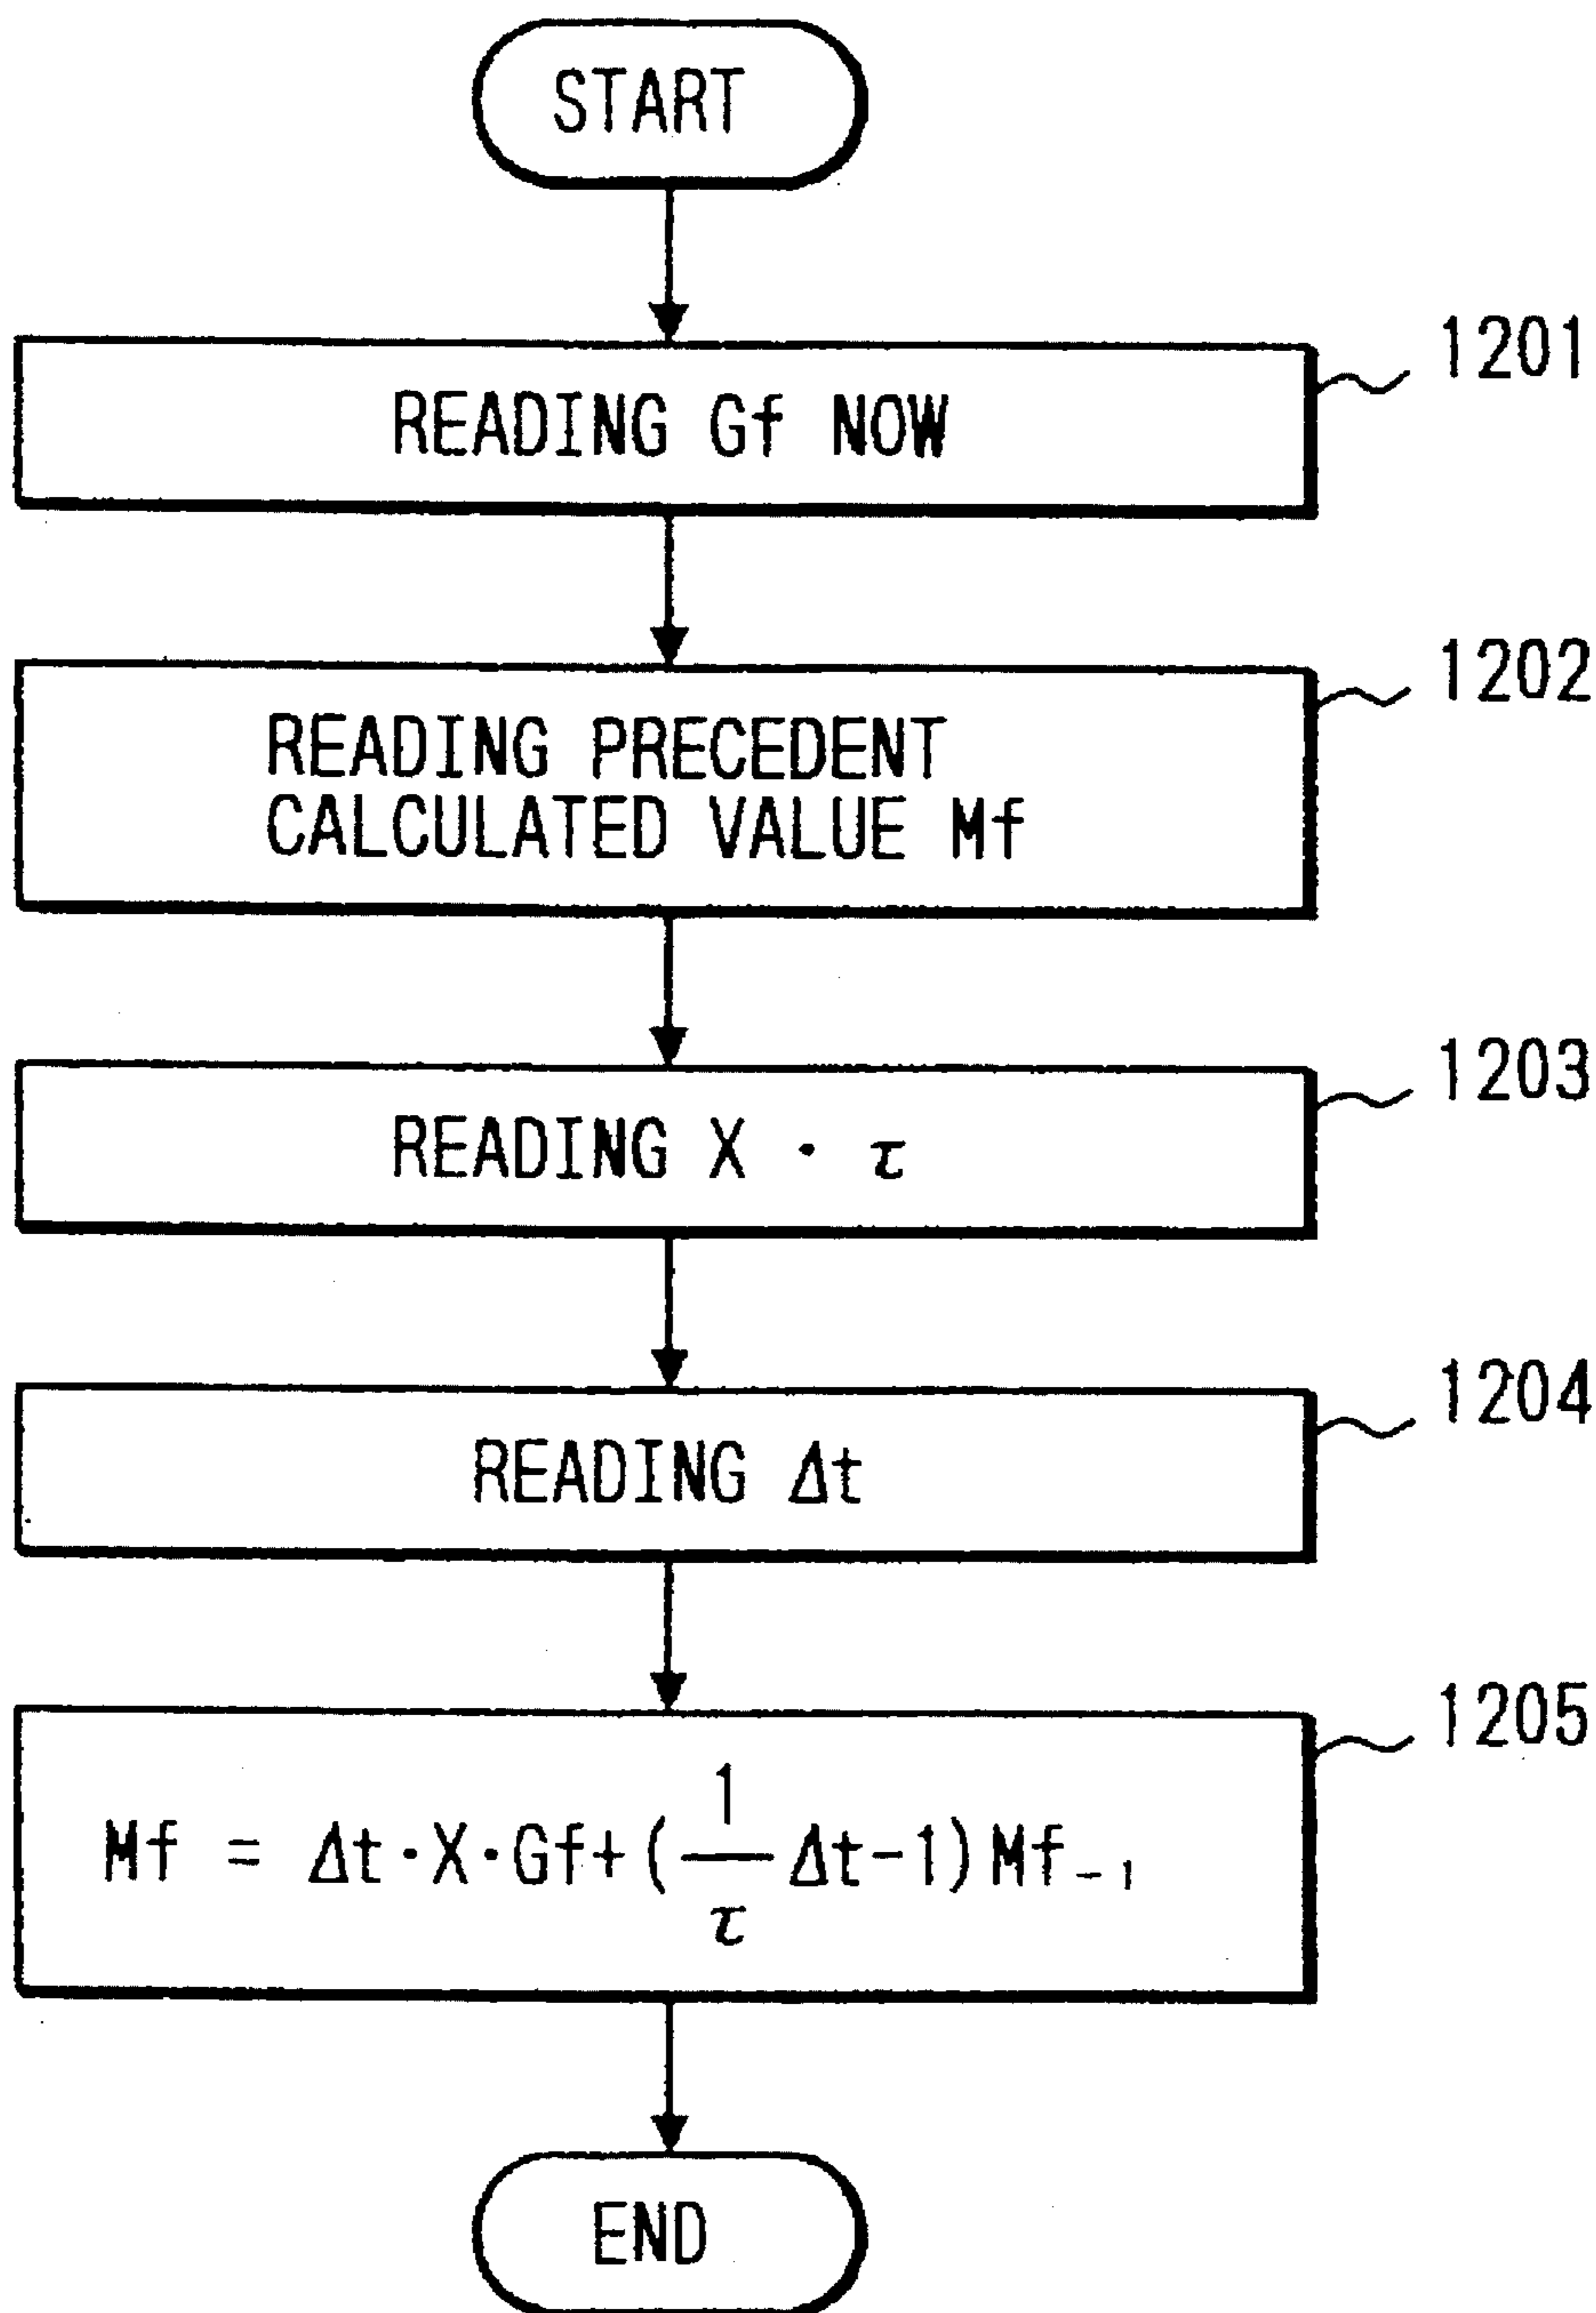 START
READING Gf NOW
1201
READING PRECEDENT
CALCULATED VALUE Mf
1202
READING X · τ
1203
READING Δt
1204
Mf = Δt·X·Gf+(1/τ Δt-1)Mf₋₁
1205
END